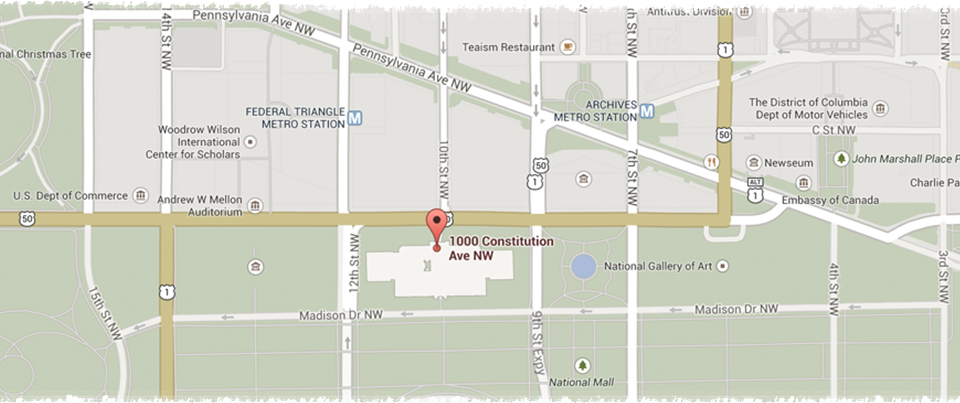 Pennsylvania Ave NW
Antitrust Division
nal Christmas Tree
4th St NW
Teaism Restaurant
1
3rd St NW
Pennsylvania Ave NW
FEDERAL TRIANGLE
METRO STATION
M
ARCHIVES
METRO STATION
M
The District of Columbia
Dept of Motor Vehicles
Woodrow Wilson
International
Center for Scholars
10th St NW
7th St NW
50
C St NW
50
1
Newseum
John Marshall Place P
ALT
1
Charlie Pa
U.S. Dept of Commerce
Andrew W Mellon
Auditorium
Embassy of Canada
50
1000 Constitution
Ave NW
12th St NW
National Gallery of Art
15th St NW
1
4th St NW
3rd St NW
Madison Dr NW
Madison Dr NW
9th St Expy
National Mall